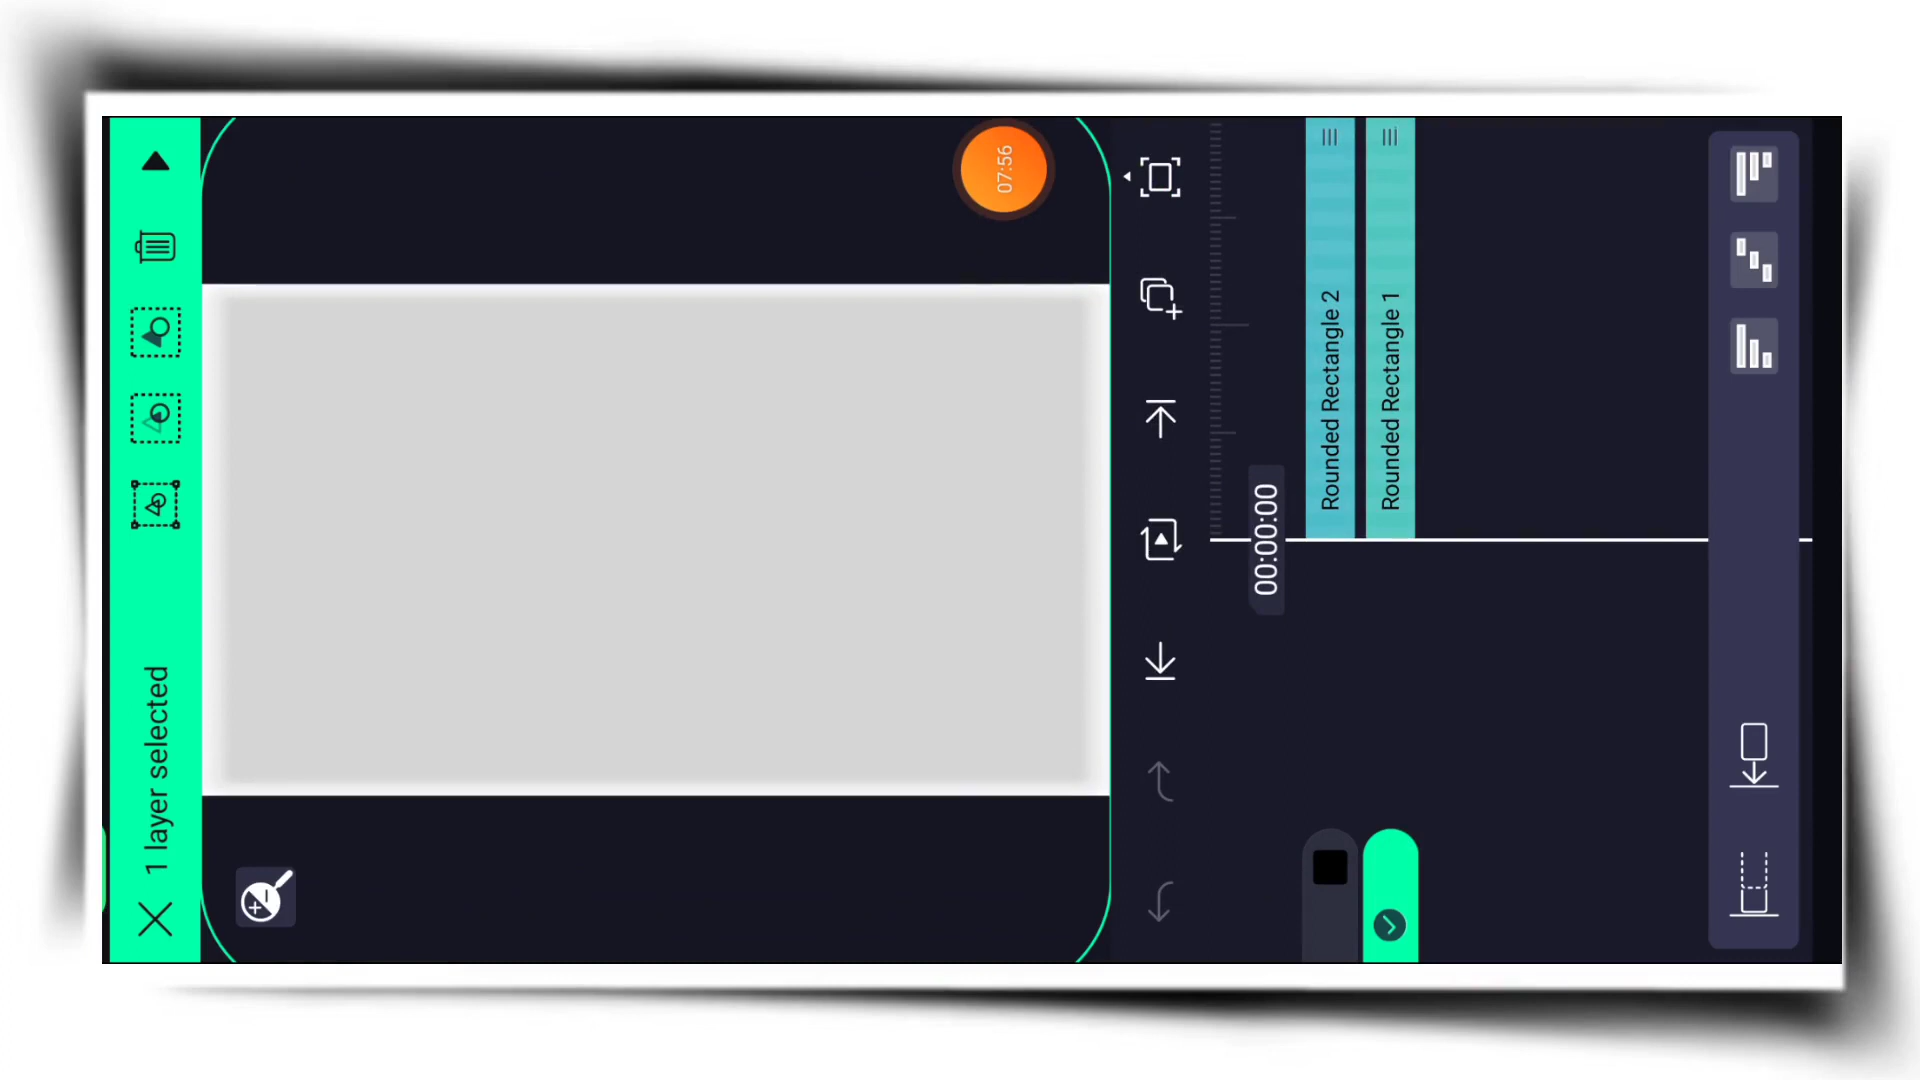 1 layer selected
07:56
00:00:00
Rounded Rectangle 2
Rounded Rectangle 1